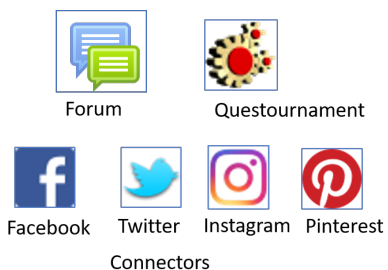 Forum
Questournament
Facebook Twitter Instagram Pinterest
Connectors